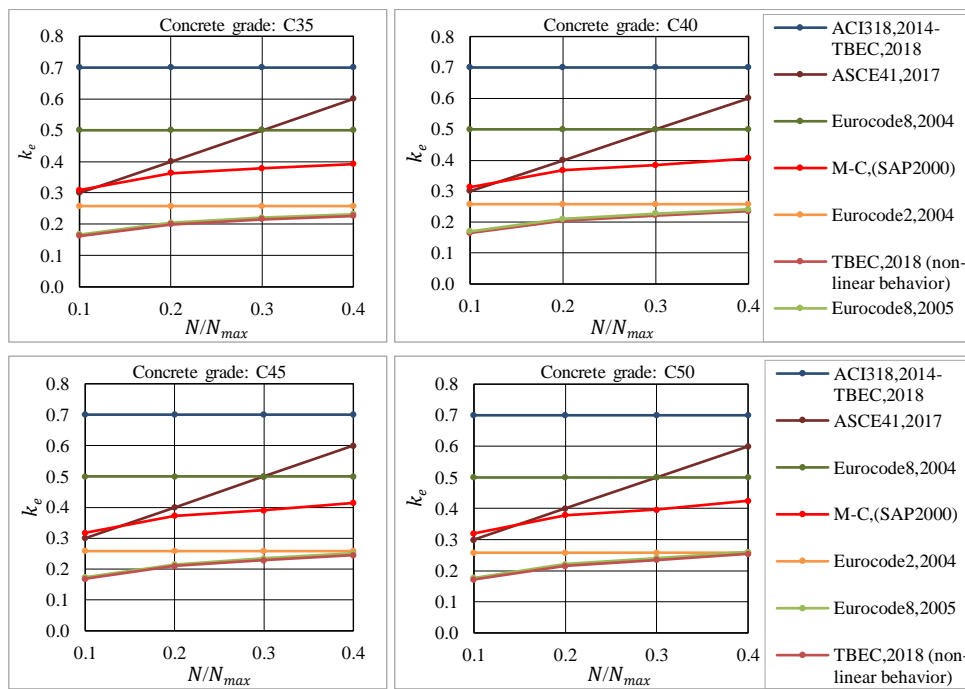 Concrete grade: C35
0.8
0.7
0.6
0.5
0.4
0.3
0.2
0.1
0.0
k_e
0.1 0.2 0.3 0.4
N/N_max
Concrete grade: C40
0.8
0.7
0.6
0.5
0.4
0.3
0.2
0.1
0.0
0.1 0.2 0.3 0.4
N/N_max
ACI318,2014-
TBEC,2018
ASCE41,2017
Eurocode8,2004
M-C,(SAP2000)
Eurocode2,2004
TBEC,2018 (non-
linear behavior)
Eurocode8,2005
Concrete grade: C45
0.8
0.7
0.6
0.5
0.4
0.3
0.2
0.1
0.0
k_e
0.1 0.2 0.3 0.4
N/N_max
Concrete grade: C50
0.8
0.7
0.6
0.5
0.4
0.3
0.2
0.1
0.0
k_e
0.1 0.2 0.3 0.4
N/N_max
ACI318,2014-
TBEC,2018
ASCE41,2017
Eurocode8,2004
M-C,(SAP2000)
Eurocode2,2004
Eurocode8,2005
TBEC,2018 (non-
linear behavior)